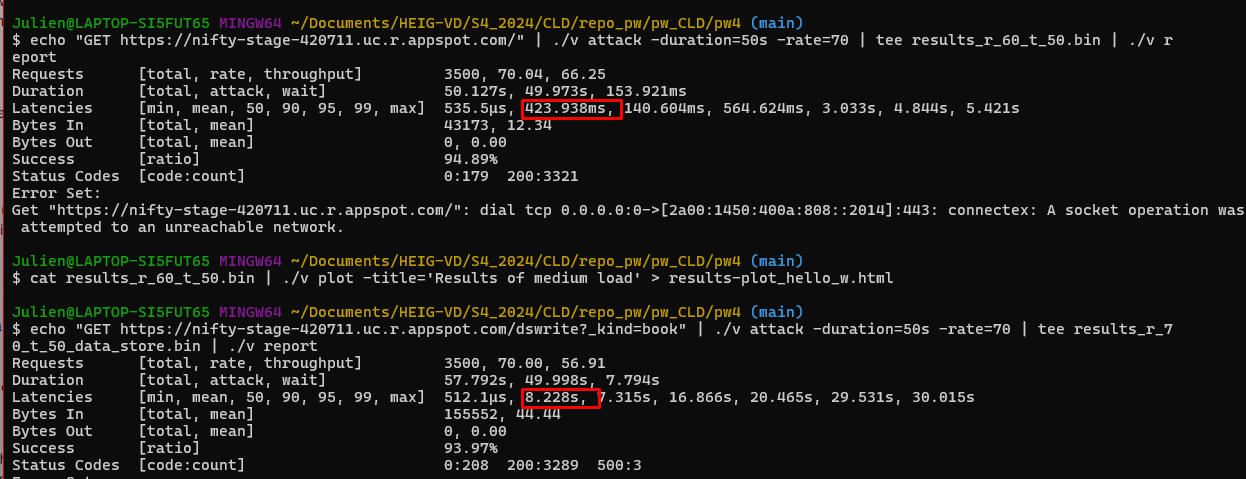 Julien@LAPTOP-SI5FUT65 MINGW64 ~/Documents/HEIG-VD/S4_2024/CLD/repo_pw/pw_CLD/pw4 (main)
$ echo "GET https://nifty-stage-420711.uc.r.appspot.com/" | ./v attack -duration=50s -rate=70 | tee results_r_60_t_50.bin | ./v r
eport
Requests      [total, rate, throughput]         3500, 70.04, 66.25
Duration      [total, attack, wait]             50.127s, 49.973s, 153.921ms
Latencies     [min, mean, 50, 90, 95, 99, max]  535.5µs, 423.938ms, 140.604ms, 564.624ms, 3.033s, 4.844s, 5.421s
Bytes In      [total, mean]                     43173, 12.34
Bytes Out     [total, mean]                     0, 0.00
Success       [ratio]                           94.89%
Status Codes  [code:count]                      0:179  200:3321
Error Set:
Get "https://nifty-stage-420711.uc.r.appspot.com/": dial tcp 0.0.0.0:0->[2a00:1450:400a:808::2014]:443: connectex: A socket operation was
 attempted to an unreachable network.
Julien@LAPTOP-SI5FUT65 MINGW64 ~/Documents/HEIG-VD/S4_2024/CLD/repo_pw/pw_CLD/pw4 (main)
$ cat results_r_60_t_50.bin | ./v plot -title='Results of medium load' > results-plot_hello_w.html
Julien@LAPTOP-SI5FUT65 MINGW64 ~/Documents/HEIG-VD/S4_2024/CLD/repo_pw/pw_CLD/pw4 (main)
$ echo "GET https://nifty-stage-420711.uc.r.appspot.com/dswrite?_kind=book" | ./v attack -duration=50s -rate=70 | tee results_r_7
0_t_50_data_store.bin | ./v report
Requests      [total, rate, throughput]         3500, 70.00, 56.91
Duration      [total, attack, wait]             57.792s, 49.998s, 7.794s
Latencies     [min, mean, 50, 90, 95, 99, max]  512.1µs, 8.228s, 7.315s, 16.866s, 20.465s, 29.531s, 30.015s
Bytes In      [total, mean]                     155552, 44.44
Bytes Out     [total, mean]                     0, 0.00
Success       [ratio]                           93.97%
Status Codes  [code:count]                      0:208  200:3289  500:3